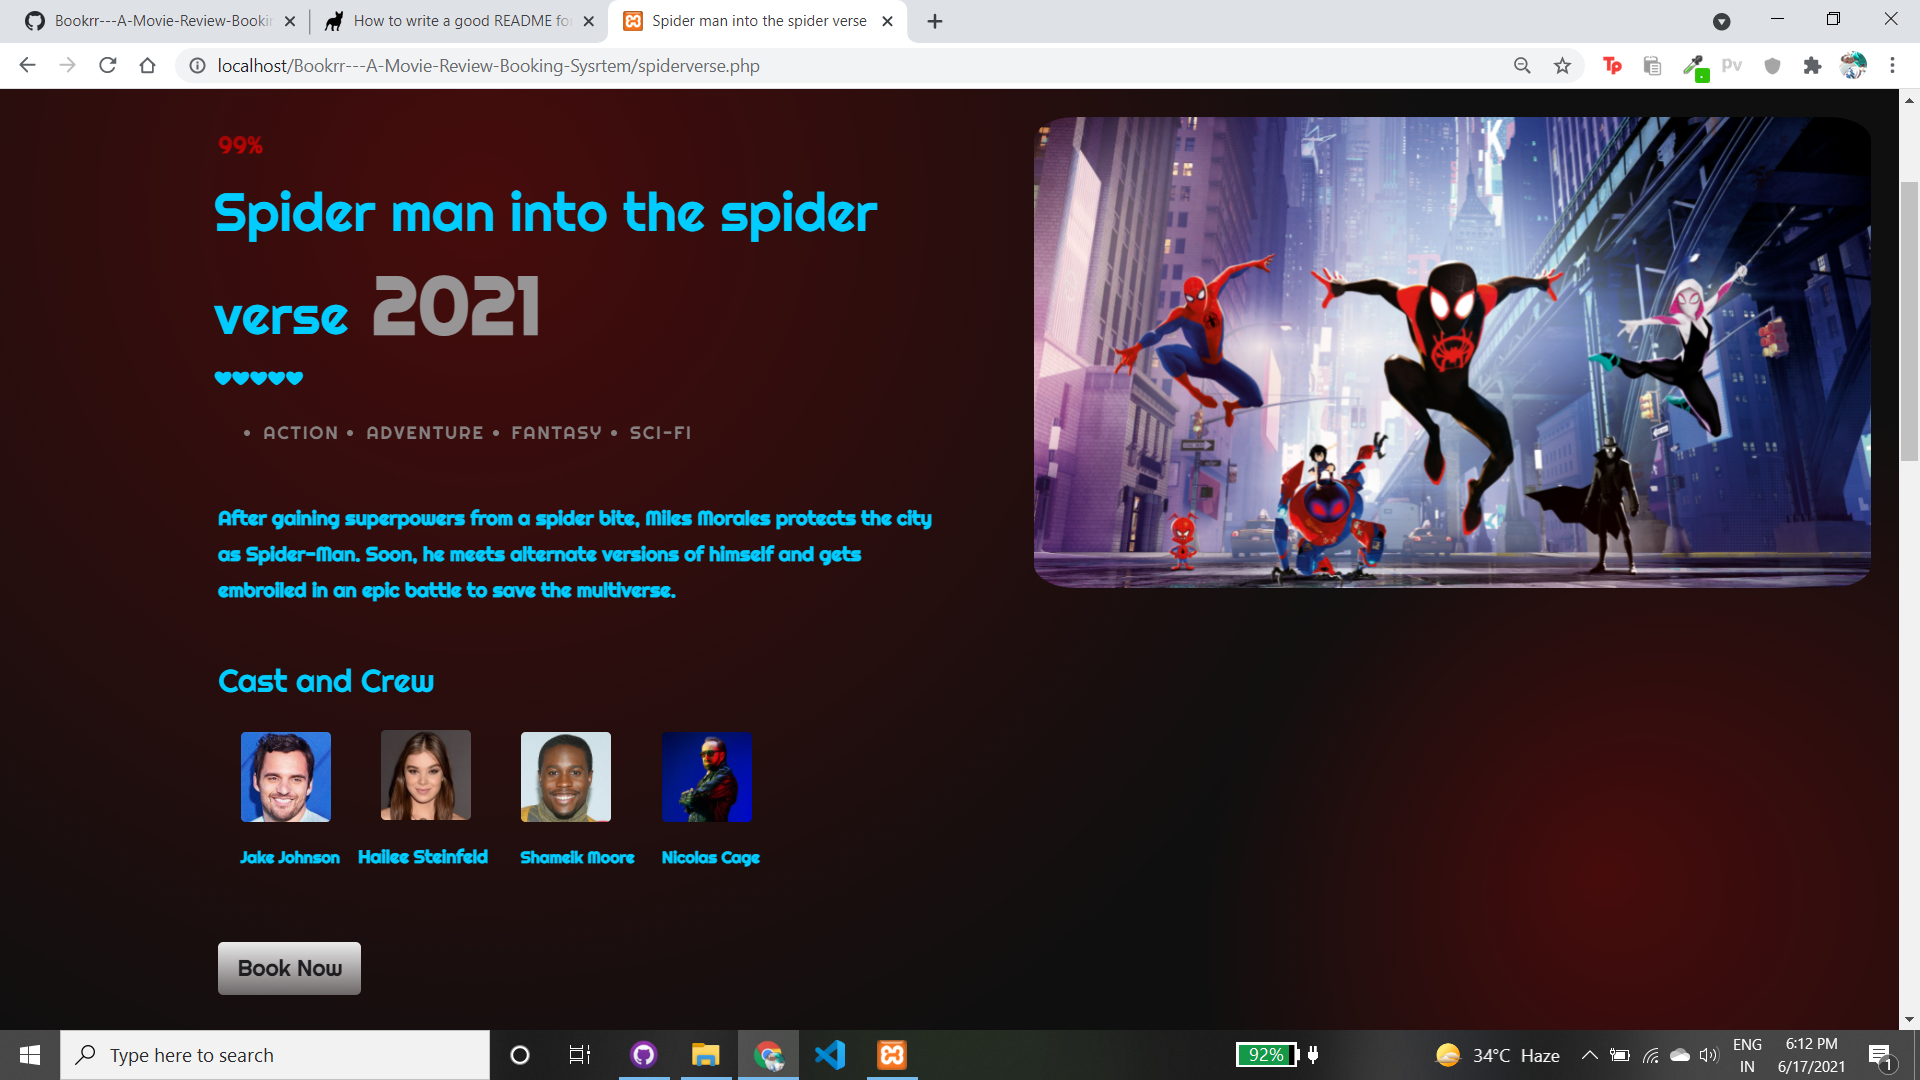 Bookrr---A-Movie-Review-Bookin
How to write a good README fo
Spider man into the spider verse
localhost/Bookrr---A-Movie-Review-Booking-Sysrtem/spiderverse.php
Tp
Pv
99%
Spider man into the spider
verse 2021
• ACTION • ADVENTURE • FANTASY • SCI-FI
After gaining superpowers from a spider bite, Miles Morales protects the city
as Spider-Man. Soon, he meets alternate versions of himself and gets
embroiled in an epic battle to save the multiverse.
Cast and Crew
Jake Johnson Hailee Steinfeld Shameik Moore Nicolas Cage
Book Now
Type here to search
92%
34°C Haze
ENG
IN
6:12 PM
6/17/2021
1